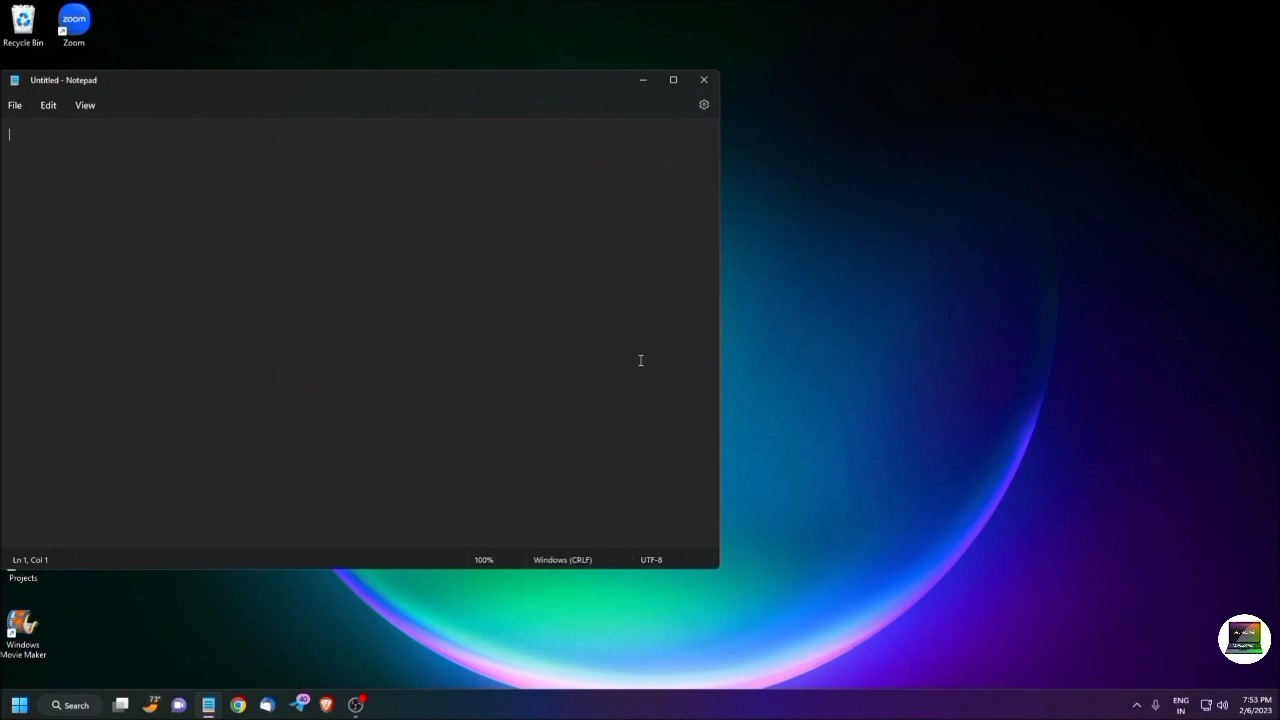 zoom
Recycle Bin
Zoom
Untitled - Notepad
File
Edit
View
Ln 1, Col 1
100%
Windows (CRLF)
UTF-8
Projects
Windows
Movie Maker
73°
Search
40
ENG
IN
7:53 PM
2/6/2023